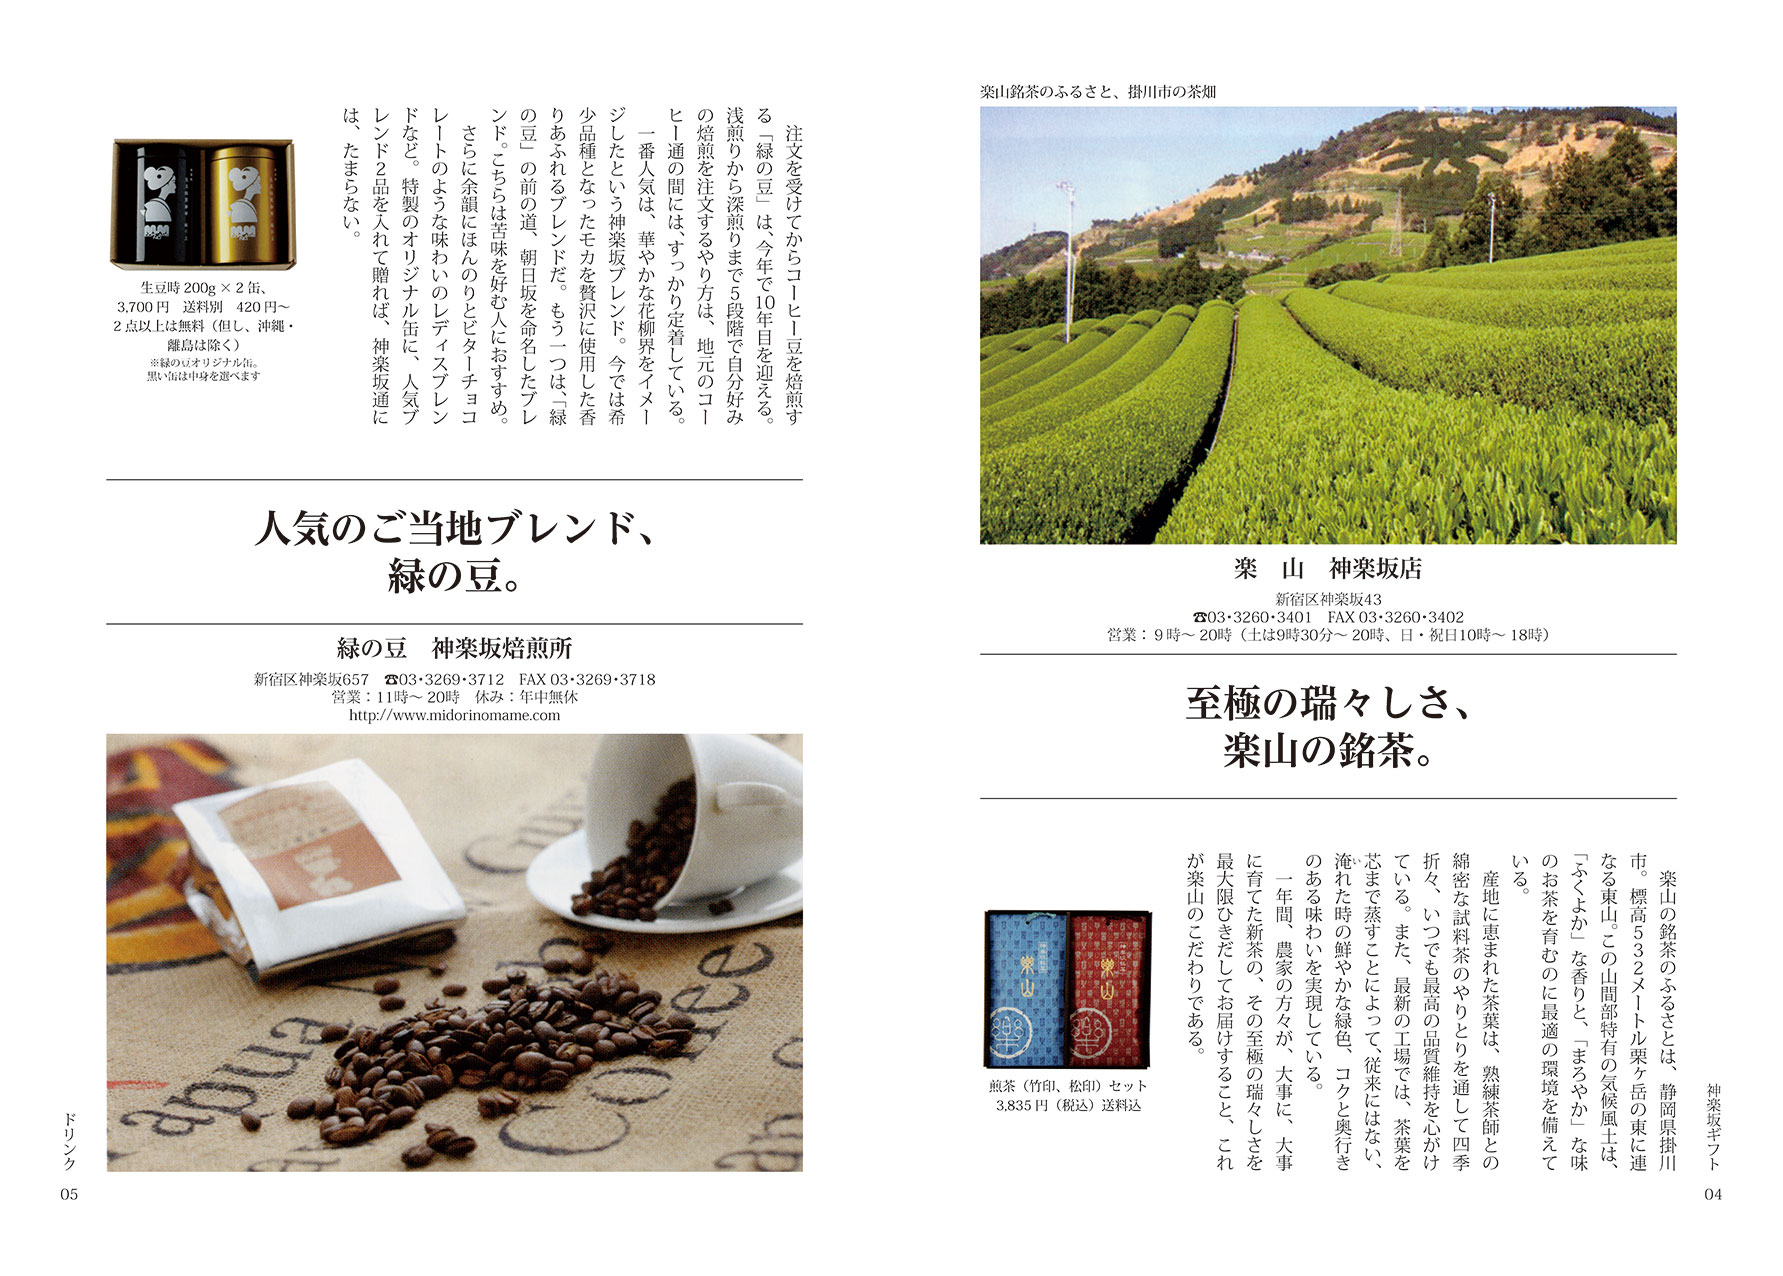 楽山銘茶のふるさと、掛川市の茶畑
楽　山　神楽坂店
新宿区神楽坂43
☎03・3260・3401　FAX 03・3260・3402
営業：９時〜20時（土は9時30分〜20時、日・祝日10時〜18時）
至極の瑞々しさ、
楽山の銘茶。
楽山の銘茶のふるさとは、静岡県掛川
市。標高５３２メートル栗ヶ岳の東に連
なる東山。この山間部特有の気候風土は、
「ふくよか」な香りと、「まろやか」な味
のお茶を育むのに最適の環境を備えて
いる。
産地に恵まれた茶葉は、熟練茶師との
綿密な試料茶のやりとりを通して四季
折々、いつでも最高の品質維持を心がけ
ている。また、最新の工場では、茶葉を
芯まで蒸すことによって、従来にはない、
淹れた時の鮮やかな緑色、コクと奥行き
のある味わいを実現している。
一年間、農家の方々が、大事に、大事
に育てた新茶の、その至極の瑞々しさを
最大限ひきだしてお届けすること、これ
が楽山のこだわりである。
神楽坂銘茶
樂山
神楽坂銘茶
樂山
煎茶（竹印、松印）セット
3,835円（税込）送料込
神楽坂ギフト
04
注文を受けてからコーヒー豆を焙煎す
る「緑の豆」は、今年で10年目を迎える。
浅煎りから深煎りまで５段階で自分好み
の焙煎を注文するやり方は、地元のコー
ヒー通の間には、すっかり定着している。
一番人気は、華やかな花柳界をイメー
ジしたという神楽坂ブレンド。今では希
少品種となったモカを贅沢に使用した香
りあふれるブレンドだ。もう一つは、「緑
の豆」の前の道、朝日坂を命名したブレ
ンド。こちらは苦味を好む人におすすめ。
さらに余韻にほんのりとビターチョコ
レートのような味わいのレディスブレン
ドなど。特製のオリジナル缶に、人気ブ
レンド２品を入れて贈れば、神楽坂通に
は、たまらない。
生豆時 200g × 2 缶、
3,700 円　送料別　420 円〜
２点以上は無料（但し、沖縄・
離島は除く）
※緑の豆オリジナル缶。
黒い缶は中身を選べます
人気のご当地ブレンド、
緑の豆。
緑の豆　神楽坂焙煎所
新宿区神楽坂657　☎03・3269・3712　FAX 03・3269・3718
営業：11時〜20時　休み：年中無休
http://www.midorinomame.com
Coffee
ドリンク
05